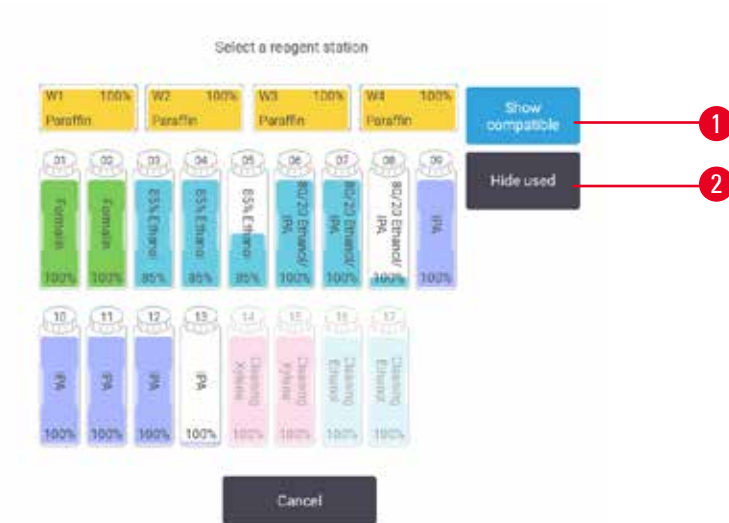 Select a reagent station
W1 100%
Paraffin
W2 100%
Paraffin
W3 100%
Paraffin
W4 100%
Paraffin
Show
compatible
1
Hide used
2
01
Formalin
100%
02
Formalin
100%
03
85% Ethanol
85%
04
85% Ethanol
85%
05
85% Ethanol
85%
06
80/20 Ethanol/
IPA
100%
07
80/20 Ethanol/
IPA
100%
08
80/20 Ethanol/
IPA
100%
09
IPA
100%
10
IPA
100%
11
IPA
100%
12
IPA
100%
13
IPA
100%
14
Cleaning
Xylene
100%
15
Cleaning
Xylene
100%
16
Cleaning
Ethanol
100%
17
Cleaning
Ethanol
100%
Cancel